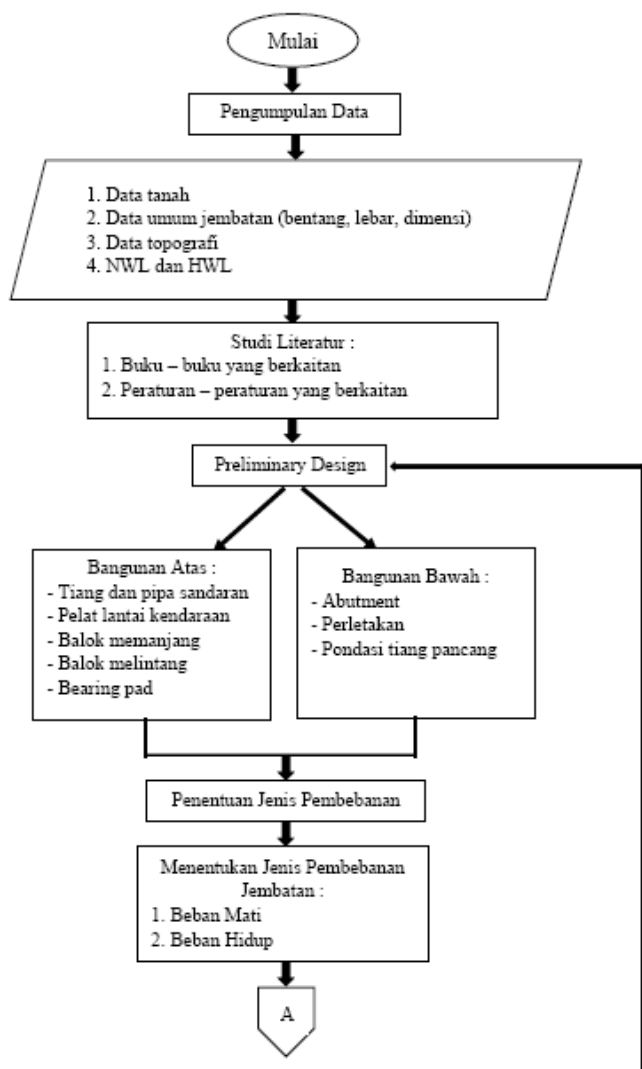 Mulai
Pengumpulan Data
1. Data tanah
2. Data umum jembatan (bentang, lebar, dimensi)
3. Data topografi
4. NWL dan HWL
Studi Literatur :
1. Buku – buku yang berkaitan
2. Peraturan – peraturan yang berkaitan
Preliminary Design
Bangunan Atas :
- Tiang dan pipa sandaran
- Pelat lantai kendaraan
- Balok memanjang
- Balok melintang
- Bearing pad
Bangunan Bawah :
- Abutment
- Perletakan
- Pondasi tiang pancang
Penentuan Jenis Pembebanan
Menentukan Jenis Pembebanan
Jembatan :
1. Beban Mati
2. Beban Hidup
A